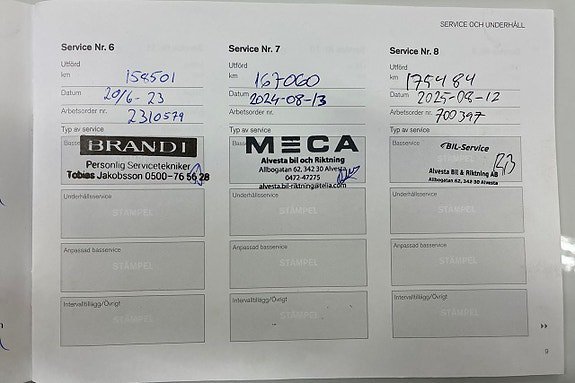 SERVICE OCH UNDERHÅLL
Service Nr. 6
Utförd
km 158501
Datum 20/6-23
Arbetsorder nr. 2310579
Typ av service
BRANDT
Personlig Servicetekniker
Tobias Jakobsson 0500-76 56 28
Underhållsservice
STÄMPEL
Anpassad basservice
STÄMPEL
Intervalltillägg/Övrigt
STÄMPEL
Service Nr. 7
Utförd
km 167060
Datum 2024-08-13
Arbetsorder nr.
Typ av service
Basservice
MECA
Alvesta bil och Riktning
Allbogatan 62, 342 30 Alvesta
0472-47275
alvesta.bil-riktning@telia.com
Underhållsservice
STÄMPEL
Anpassad basservice
STÄMPEL
Intervalltillägg/Övrigt
STÄMPEL
Service Nr. 8
Utförd
km 175484
Datum 2025-08-12
Arbetsorder nr. 700397
Typ av service
Basservice
BIL-Service
Alvesta Bil & Riktning AB
Allbogatan 62, 342 30 Alvesta
Underhållsservice
STÄMPEL
Anpassad basservice
STÄMPEL
Intervalltillägg/Övrigt
STÄMPEL
9